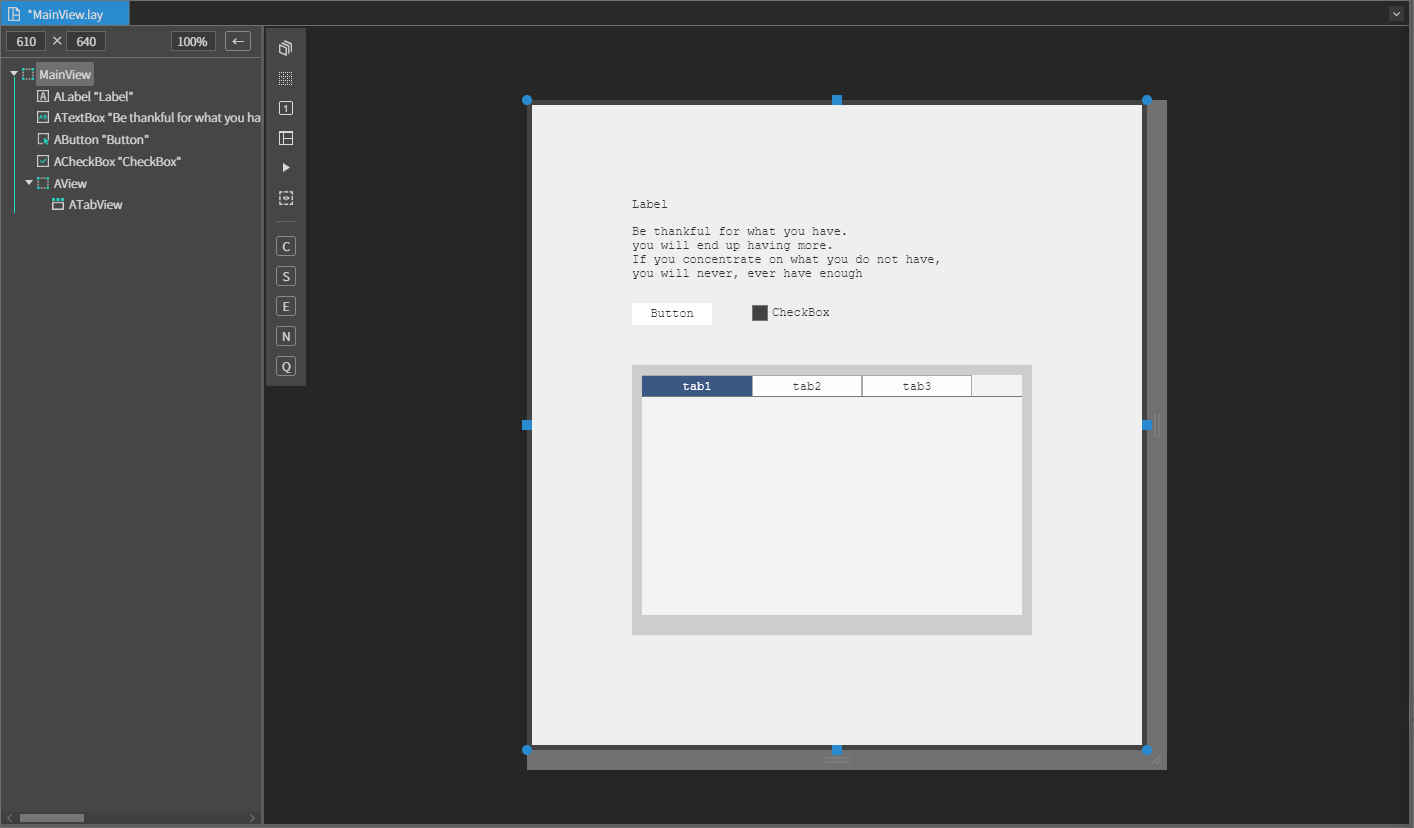 *MainView.lay
610 × 640 100% ←
MainView
ALabel "Label"
ATextBox "Be thankful for what you ha
AButton "Button"
ACheckBox "CheckBox"
AView
ATabView
1
C
S
E
N
Q
Label
Be thankful for what you have.
you will end up having more.
If you concentrate on what you do not have,
you will never, ever have enough
Button CheckBox
tab1 tab2 tab3